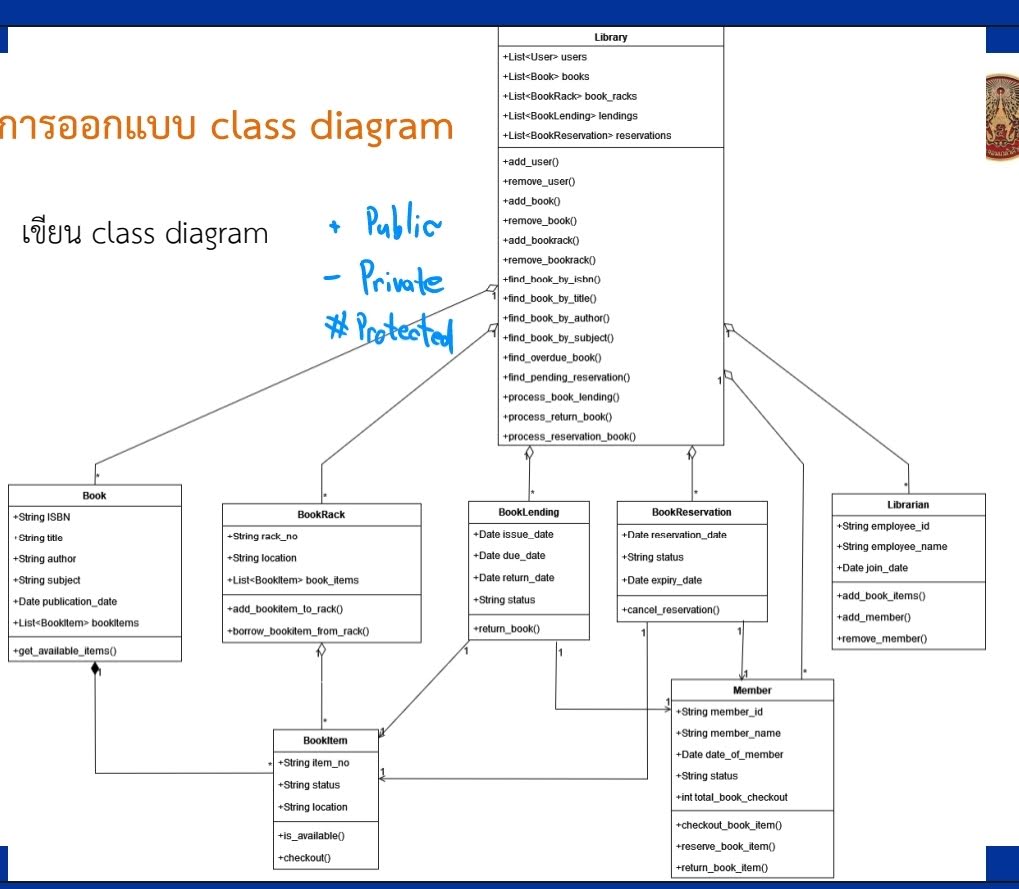 การออกแบบ class diagram
เขียน class diagram
+ Public
- Private
# Protected
Library
+List<User> users
+List<Book> books
+List<BookRack> book_racks
+List<BookLending> lendings
+List<BookReservation> reservations
+add_user()
+remove_user()
+add_book()
+remove_book()
+add_bookrack()
+remove_bookrack()
+find_book_by_isbn()
+find_book_by_title()
+find_book_by_author()
+find_book_by_subject()
+find_overdue_book()
+find_pending_reservation()
+process_book_lending()
+process_return_book()
+process_reservation_book()
1
1
1
1
1
1
*
*
*
*
*
*
Book
+String ISBN
+String title
+String author
+String subject
+Date publication_date
+List<BookItem> bookItems
+get_available_items()
1
*
BookRack
+String rack_no
+String location
+List<BookItem> book_items
+add_bookitem_to_rack()
+borrow_bookitem_from_rack()
1
*
BookLending
+Date issue_date
+Date due_date
+Date return_date
+String status
+return_book()
1
1
1
1
BookReservation
+Date reservation_date
+String status
+Date expiry_date
+cancel_reservation()
1
1
1
1
Librarian
+String employee_id
+String employee_name
+Date join_date
+add_book_items()
+add_member()
+remove_member()
BookItem
+String item_no
+String status
+String location
+is_available()
+checkout()
Member
+String member_id
+String member_name
+Date date_of_member
+String status
+int total_book_checkout
+checkout_book_item()
+reserve_book_item()
+return_book_item()